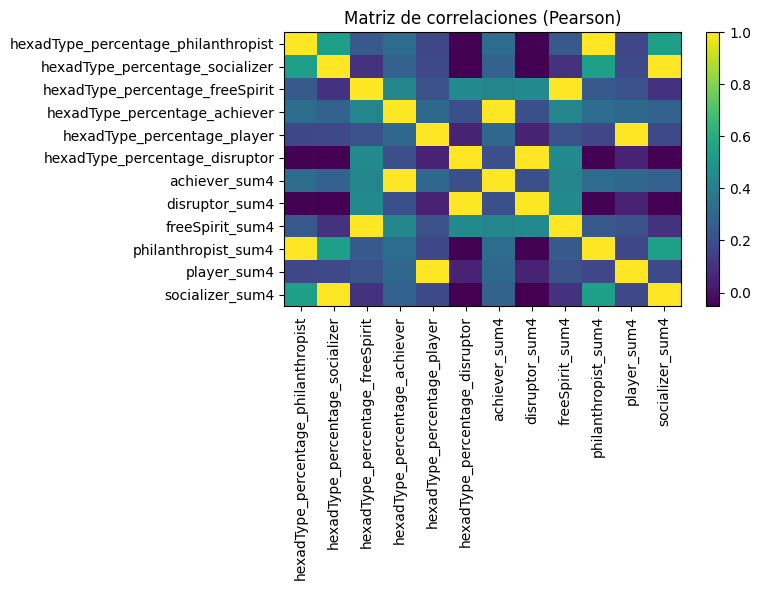 Matriz de correlaciones (Pearson)
hexadType_percentage_philanthropist
hexadType_percentage_socializer
hexadType_percentage_freeSpirit
hexadType_percentage_achiever
hexadType_percentage_player
hexadType_percentage_disruptor
achiever_sum4
disruptor_sum4
freeSpirit_sum4
philanthropist_sum4
player_sum4
socializer_sum4
hexadType_percentage_philanthropist
hexadType_percentage_socializer
hexadType_percentage_freeSpirit
hexadType_percentage_achiever
hexadType_percentage_player
hexadType_percentage_disruptor
achiever_sum4
disruptor_sum4
freeSpirit_sum4
philanthropist_sum4
player_sum4
socializer_sum4
1.0
0.8
0.6
0.4
0.2
0.0